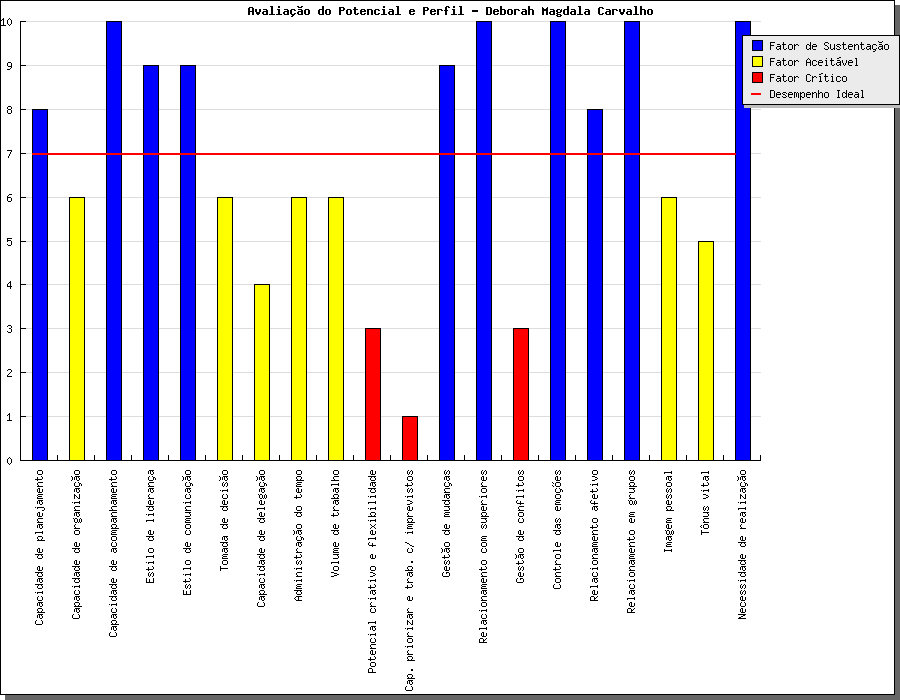 Avaliação do Potencial e Perfil - Deborah Magdala Carvalho
10
9
8
7
6
5
4
3
2
1
0
Fator de Sustentação
Fator Aceitável
Fator Crítico
Desempenho Ideal
Capacidade de planejamento
Capacidade de organização
Capacidade de acompanhamento
Estilo de liderança
Estilo de comunicação
Tomada de decisão
Capacidade de delegação
Administração do tempo
Volume de trabalho
Potencial criativo e flexibilidade
Cap. priorizar e trab. c/ imprevistos
Gestão de mudanças
Relacionamento com superiores
Gestão de conflitos
Controle das emoções
Relacionamento afetivo
Relacionamento em grupos
Imagem pessoal
Tônus vital
Necessidade de realização